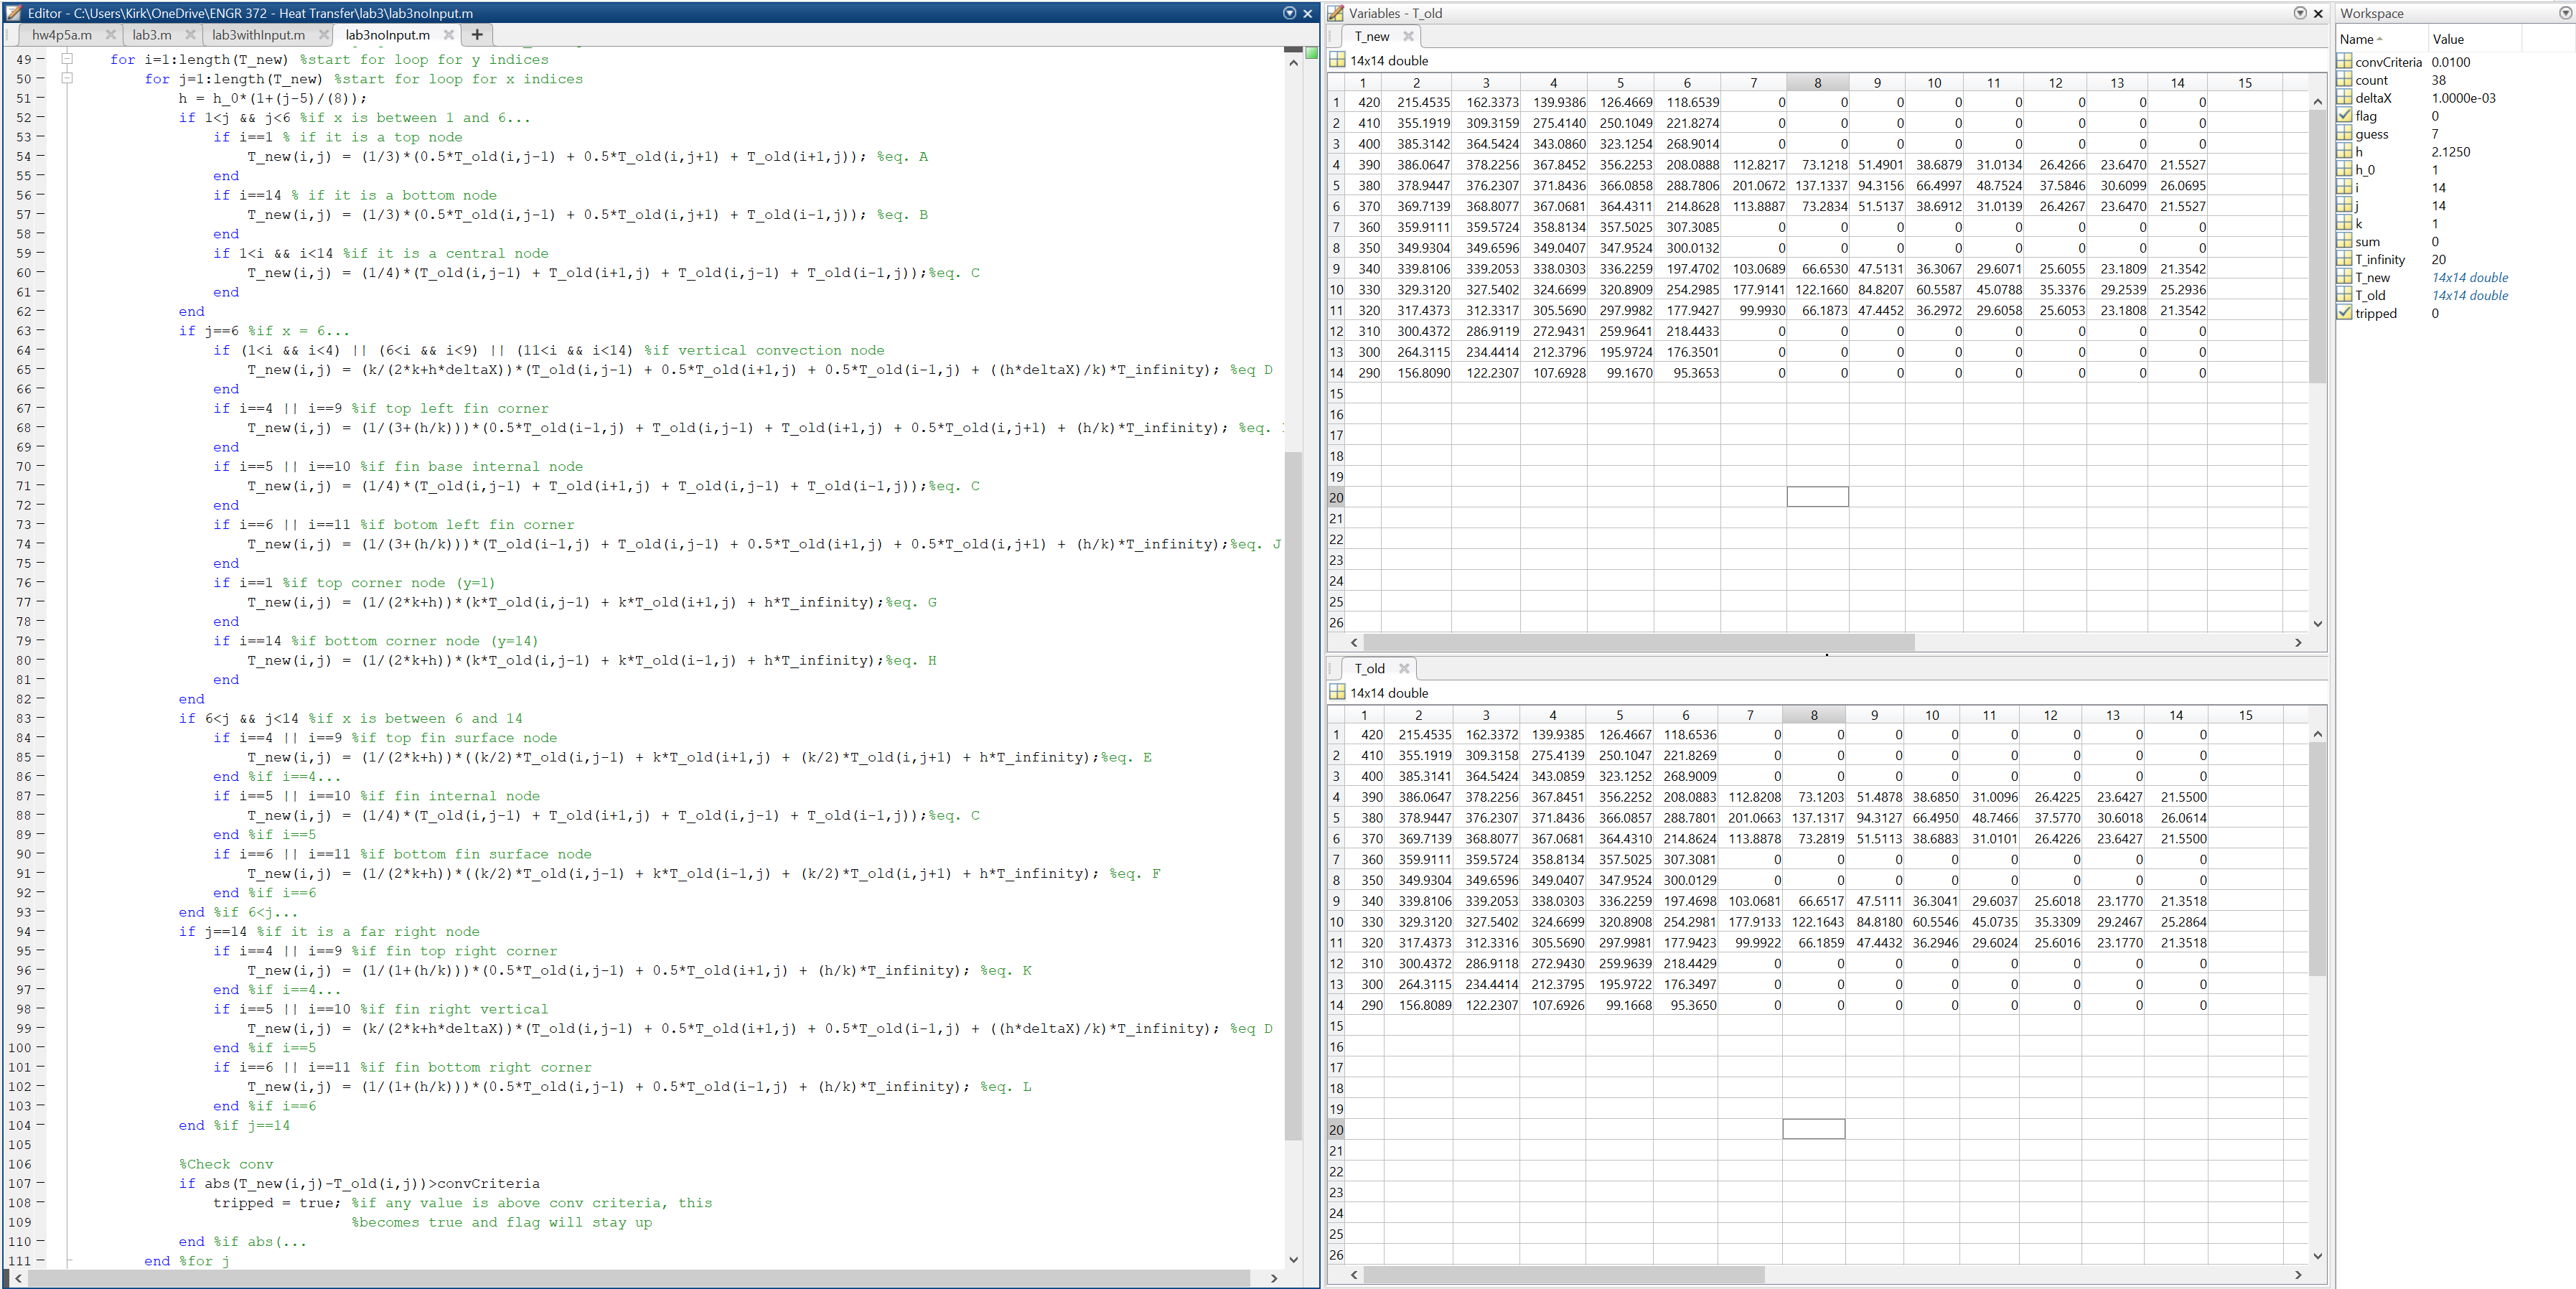 Editor - C:\Users\Kirk\OneDrive\ENGR 372 - Heat Transfer\lab3\lab3noInput.m
hw4p5a.m lab3.m lab3withInput.m lab3noInput.m
49 for i=1:length(T_new) %start for loop for y indices
50 for j=1:length(T_new) %start for loop for x indices
51 h = h_0*(1+(j-5)/(8));
52 if 1<j && j<6 %if x is between 1 and 6...
53 if i==1 % if it is a top node
54 T_new(i,j) = (1/3)*(0.5*T_old(i,j-1) + 0.5*T_old(i,j+1) + T_old(i+1,j)); %eq. A
55 end
56 if i==14 % if it is a bottom node
57 T_new(i,j) = (1/3)*(0.5*T_old(i,j-1) + 0.5*T_old(i,j+1) + T_old(i-1,j)); %eq. B
58 end
59 if 1<i && i<14 %if it is a central node
60 T_new(i,j) = (1/4)*(T_old(i,j-1) + T_old(i+1,j) + T_old(i,j-1) + T_old(i-1,j));%eq. C
61 end
62 end
63 if j==6 %if x = 6...
64 if (1<i && i<4) || (6<i && i<9) || (11<i && i<14) %if vertical convection node
65 T_new(i,j) = (k/(2*k+h*deltaX))*(T_old(i,j-1) + 0.5*T_old(i+1,j) + 0.5*T_old(i-1,j) + ((h*deltaX)/k)*T_infinity); %eq D
66 end
67 if i==4 || i==9 %if top left fin corner
68 T_new(i,j) = (1/(3+(h/k)))*(0.5*T_old(i-1,j) + T_old(i,j-1) + T_old(i+1,j) + 0.5*T_old(i,j+1) + (h/k)*T_infinity); %eq.
69 end
70 if i==5 || i==10 %if fin base internal node
71 T_new(i,j) = (1/4)*(T_old(i,j-1) + T_old(i+1,j) + T_old(i,j-1) + T_old(i-1,j));%eq. C
72 end
73 if i==6 || i==11 %if botom left fin corner
74 T_new(i,j) = (1/(3+(h/k)))*(T_old(i-1,j) + T_old(i,j-1) + 0.5*T_old(i+1,j) + 0.5*T_old(i,j+1) + (h/k)*T_infinity);%eq. J
75 end
76 if i==1 %if top corner node (y=1)
77 T_new(i,j) = (1/(2*k+h))*(k*T_old(i,j-1) + k*T_old(i+1,j) + h*T_infinity);%eq. G
78 end
79 if i==14 %if bottom corner node (y=14)
80 T_new(i,j) = (1/(2*k+h))*(k*T_old(i,j-1) + k*T_old(i-1,j) + h*T_infinity);%eq. H
81 end
82 end
83 if 6<j && j<14 %if x is between 6 and 14
84 if i==4 || i==9 %if top fin surface node
85 T_new(i,j) = (1/(2*k+h))*((k/2)*T_old(i,j-1) + k*T_old(i+1,j) + (k/2)*T_old(i,j+1) + h*T_infinity);%eq. E
86 end %if i==4...
87 if i==5 || i==10 %if fin internal node
88 T_new(i,j) = (1/4)*(T_old(i,j-1) + T_old(i+1,j) + T_old(i,j-1) + T_old(i-1,j));%eq. C
89 end %if i==5
90 if i==6 || i==11 %if bottom fin surface node
91 T_new(i,j) = (1/(2*k+h))*((k/2)*T_old(i,j-1) + k*T_old(i-1,j) + (k/2)*T_old(i,j+1) + h*T_infinity); %eq. F
92 end %if i==6
93 end %if 6<j...
94 if j==14 %if it is a far right node
95 if i==4 || i==9 %if fin top right corner
96 T_new(i,j) = (1/(1+(h/k)))*(0.5*T_old(i,j-1) + 0.5*T_old(i+1,j) + (h/k)*T_infinity); %eq. K
97 end %if i==4...
98 if i==5 || i==10 %if fin right vertical
99 T_new(i,j) = (k/(2*k+h*deltaX))*(T_old(i,j-1) + 0.5*T_old(i+1,j) + 0.5*T_old(i-1,j) + ((h*deltaX)/k)*T_infinity); %eq D
100 end %if i==5
101 if i==6 || i==11 %if fin bottom right corner
102 T_new(i,j) = (1/(1+(h/k)))*(0.5*T_old(i,j-1) + 0.5*T_old(i-1,j) + (h/k)*T_infinity); %eq. L
103 end %if i==6
104 end %if j==14
105
106 %Check conv
107 if abs(T_new(i,j)-T_old(i,j))>convCriteria
108 tripped = true; %if any value is above conv criteria, this
109 %becomes true and flag will stay up
110 end %if abs(...
111 end %for j
Variables - T_old
T_new
14x14 double
1 2 3 4 5 6 7 8 9 10 11 12 13 14 15
1 420 215.4535 162.3373 139.9386 126.4669 118.6539 0 0 0 0 0 0 0 0
2 410 355.1919 309.3159 275.4140 250.1049 221.8274 0 0 0 0 0 0 0 0
3 400 385.3142 364.5424 343.0860 323.1254 268.9014 0 0 0 0 0 0 0 0
4 390 386.0647 378.2256 367.8452 356.2253 208.0888 112.8217 73.1218 51.4901 38.6879 31.0134 26.4266 23.6470 21.5527
5 380 378.9447 376.2307 371.8436 366.0858 288.7806 201.0672 137.1337 94.3156 66.4997 48.7524 37.5846 30.6099 26.0695
6 370 369.7139 368.8077 367.0681 364.4311 214.8628 113.8887 73.2834 51.5137 38.6912 31.0139 26.4267 23.6470 21.5527
7 360 359.9111 359.5724 358.8134 357.5025 307.3085 0 0 0 0 0 0 0 0
8 350 349.9304 349.6596 349.0407 347.9524 300.0132 0 0 0 0 0 0 0 0
9 340 339.8106 339.2053 338.0303 336.2259 197.4702 103.0689 66.6530 47.5131 36.3067 29.6071 25.6055 23.1809 21.3542
10 330 329.3120 327.5402 324.6699 320.8909 254.2985 177.9141 122.1660 84.8207 60.5587 45.0788 35.3376 29.2539 25.2936
11 320 317.4373 312.3317 305.5690 297.9982 177.9427 99.9930 66.1873 47.4452 36.2972 29.6058 25.6053 23.1808 21.3542
12 310 300.4372 286.9119 272.9431 259.9641 218.4433 0 0 0 0 0 0 0 0
13 300 264.3115 234.4414 212.3796 195.9724 176.3501 0 0 0 0 0 0 0 0
14 290 156.8090 122.2307 107.6928 99.1670 95.3653 0 0 0 0 0 0 0 0
15
16
17
18
19
20
21
22
23
24
25
26
T_old
14x14 double
1 2 3 4 5 6 7 8 9 10 11 12 13 14 15
1 420 215.4535 162.3372 139.9385 126.4667 118.6536 0 0 0 0 0 0 0 0
2 410 355.1919 309.3158 275.4139 250.1047 221.8269 0 0 0 0 0 0 0 0
3 400 385.3141 364.5424 343.0859 323.1252 268.9009 0 0 0 0 0 0 0 0
4 390 386.0647 378.2256 367.8451 356.2252 208.0883 112.8208 73.1203 51.4878 38.6850 31.0096 26.4225 23.6427 21.5500
5 380 378.9447 376.2307 371.8436 366.0857 288.7801 201.0663 137.1317 94.3127 66.4950 48.7466 37.5770 30.6018 26.0614
6 370 369.7139 368.8077 367.0681 364.4310 214.8624 113.8878 73.2819 51.5113 38.6883 31.0101 26.4226 23.6427 21.5500
7 360 359.9111 359.5724 358.8134 357.5025 307.3081 0 0 0 0 0 0 0 0
8 350 349.9304 349.6596 349.0407 347.9524 300.0129 0 0 0 0 0 0 0 0
9 340 339.8106 339.2053 338.0303 336.2259 197.4698 103.0681 66.6517 47.5111 36.3041 29.6037 25.6018 23.1770 21.3518
10 330 329.3120 327.5402 324.6699 320.8908 254.2981 177.9133 122.1643 84.8180 60.5546 45.0735 35.3309 29.2467 25.2864
11 320 317.4373 312.3316 305.5690 297.9981 177.9423 99.9922 66.1859 47.4432 36.2946 29.6024 25.6016 23.1770 21.3518
12 310 300.4372 286.9118 272.9430 259.9639 218.4429 0 0 0 0 0 0 0 0
13 300 264.3115 234.4414 212.3795 195.9722 176.3497 0 0 0 0 0 0 0 0
14 290 156.8089 122.2307 107.6926 99.1668 95.3650 0 0 0 0 0 0 0 0
15
16
17
18
19
20
21
22
23
24
25
26
Workspace
Name Value
convCriteria 0.0100
count 38
deltaX 1.0000e-03
flag 0
guess 7
h 2.1250
h_0 1
i 14
j 14
k 1
sum 0
T_infinity 20
T_new 14x14 double
T_old 14x14 double
tripped 0